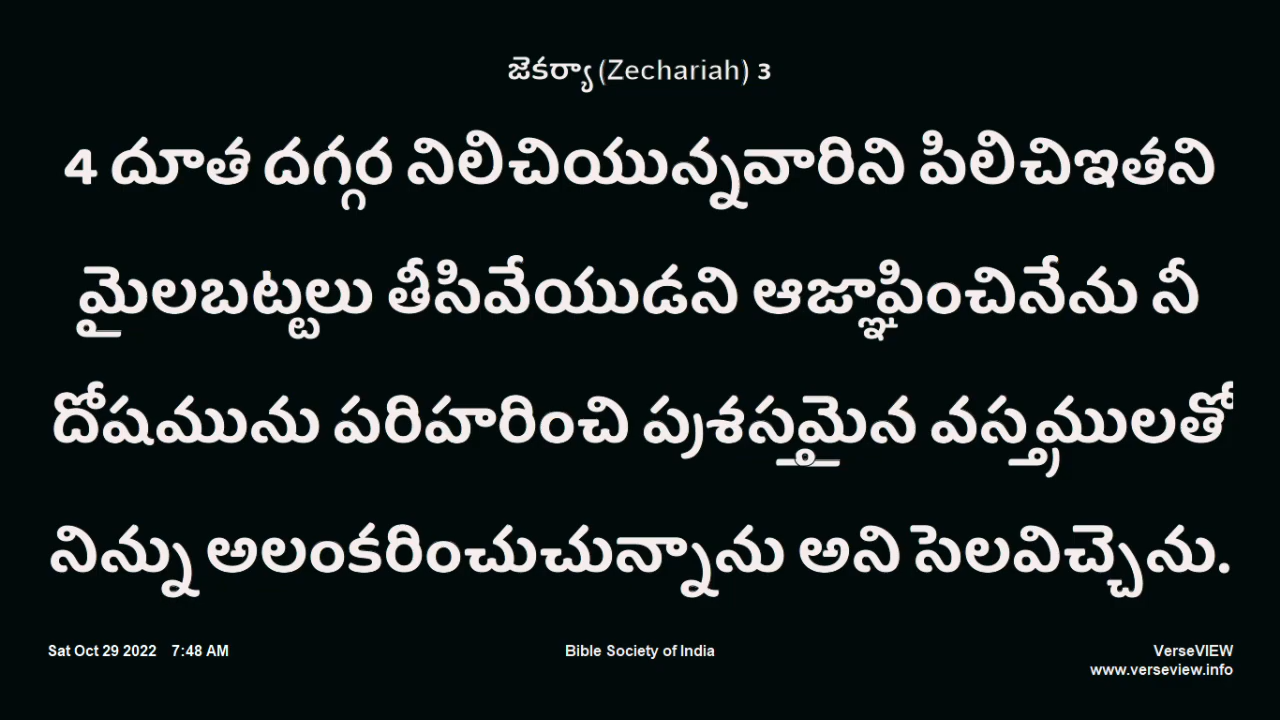 జెకర్యా (Zechariah) 3
4 దూత దగ్గర నిలిచియున్నవారిని పిలిచిఇతని
మైలబట్టలు తీసివేయుడని ఆజ్ఞాపించినేను నీ
దోషమును పరిహరించి ప్రశస్తమైన వస్త్రములతో
నిన్ను అలంకరించుచున్నాను అని సెలవిచ్చెను.
Sat Oct 29 2022 7:48 AM
Bible Society of India
VerseVIEW
www.verseview.info